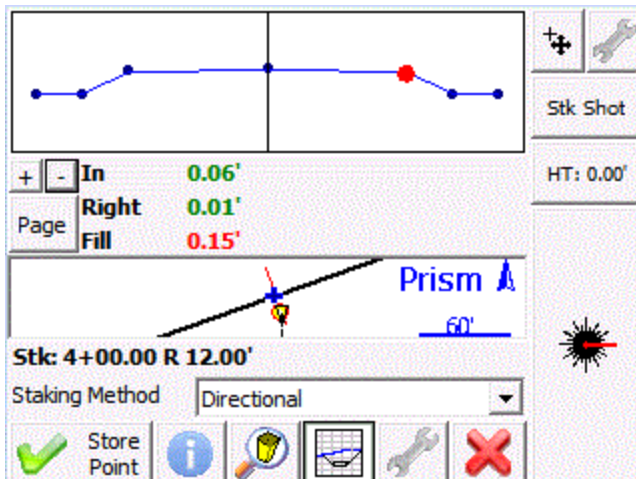 Stk Shot
+ - In 0.06'
HT: 0.00'
Right 0.01'
Page
Fill 0.15'
Prism
60'
Stk: 4+00.00 R 12.00'
Staking Method Directional
Store
Point